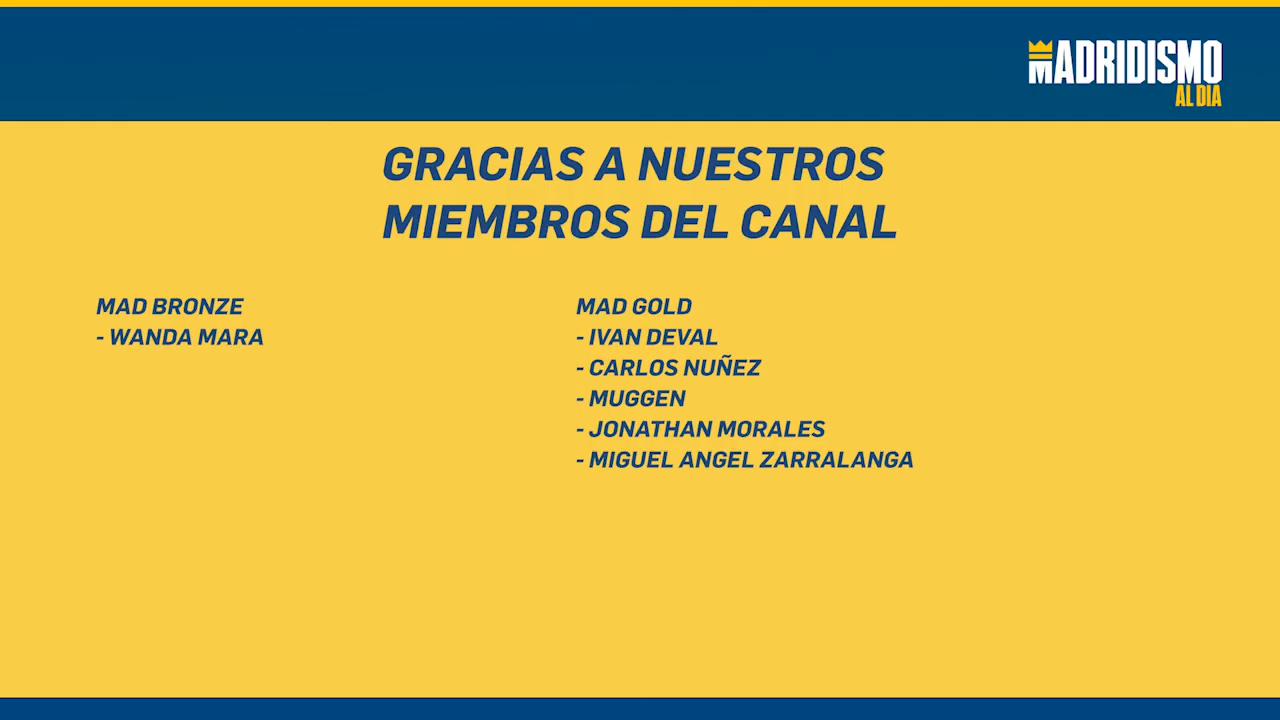 MADRIDISMO
AL DIA
GRACIAS A NUESTROS
MIEMBROS DEL CANAL
MAD BRONZE
- WANDA MARA
MAD GOLD
- IVAN DEVAL
- CARLOS NUÑEZ
- MUGGEN
- JONATHAN MORALES
- MIGUEL ANGEL ZARRALANGA